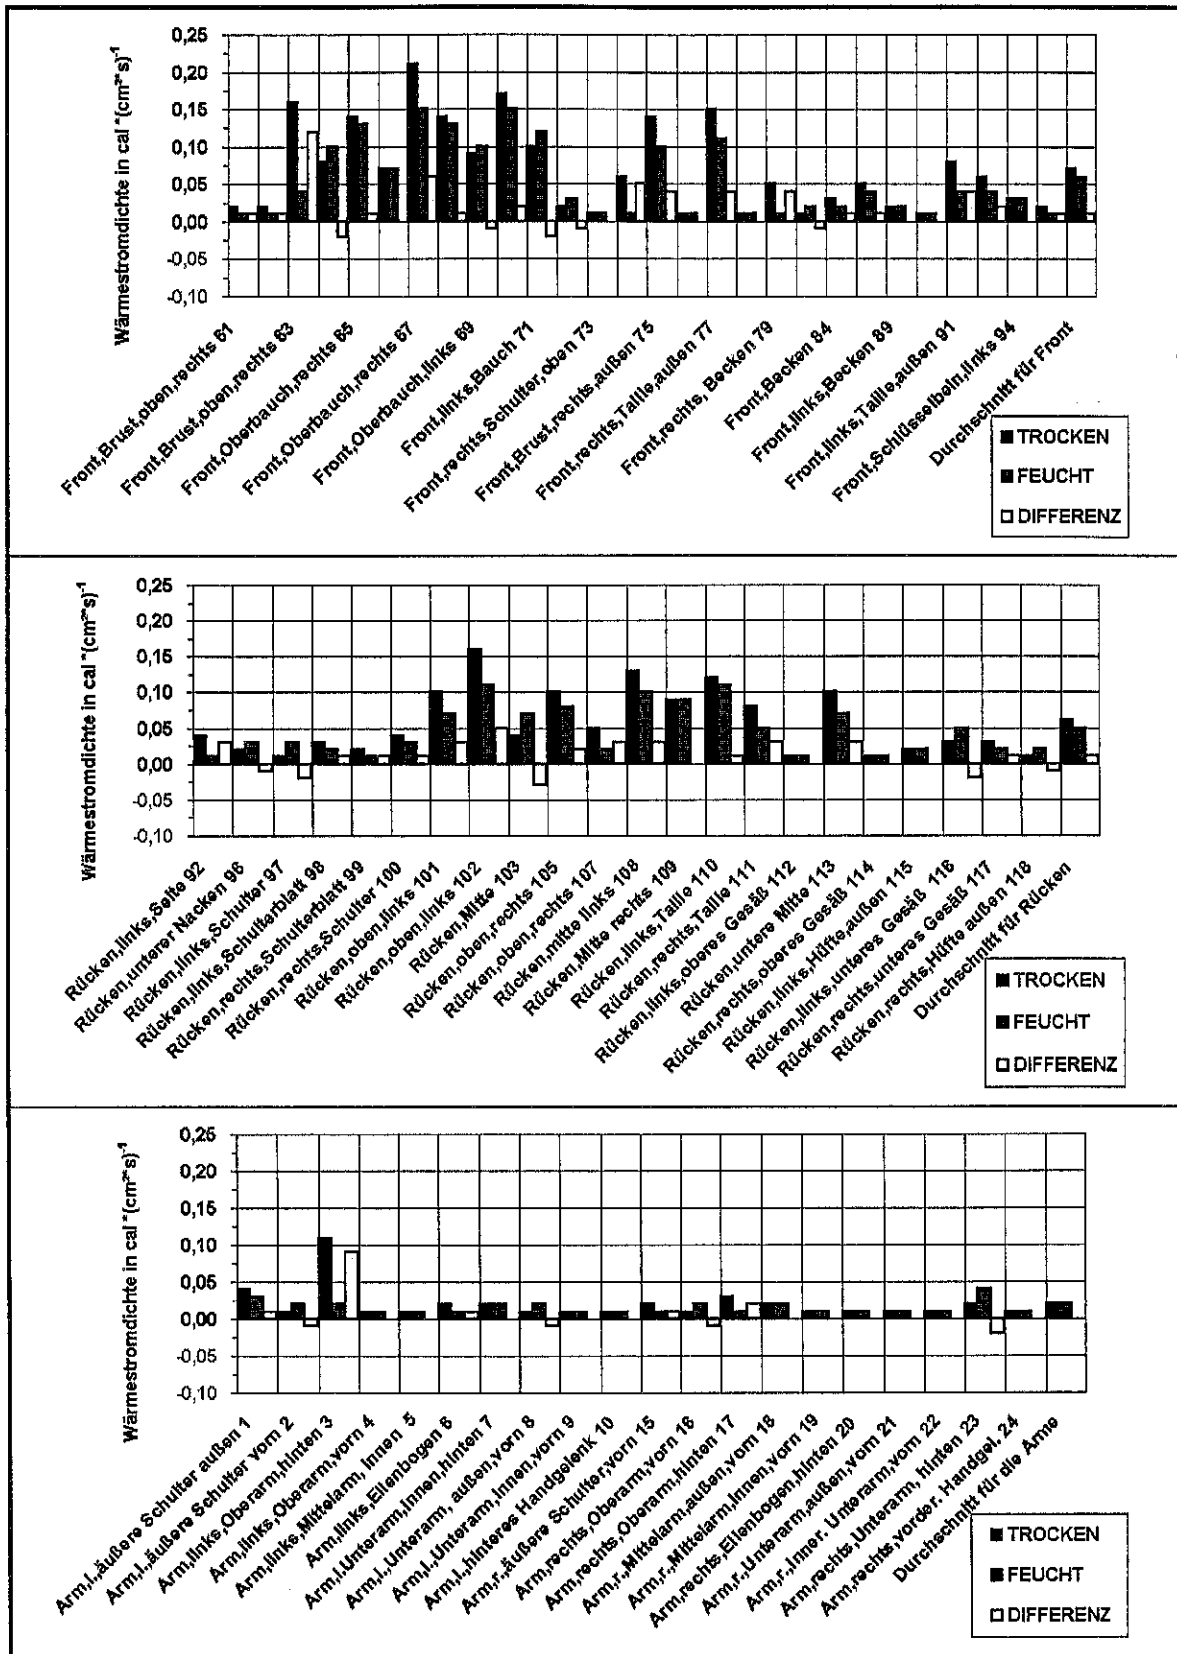 Wärmestromdichte in cal *(cm²*s)⁻¹
0,25
0,20
0,15
0,10
0,05
0,00
-0,05
-0,10
Front,Brust,oben,rechts 61
Front,Brust,oben,rechts 63
Front,Oberbauch,rechts 65
Front,Oberbauch,rechts 67
Front,Oberbauch,links 69
Front,links,Bauch 71
Front,rechts,Schulter,oben 73
Front,Brust,rechts,außen 75
Front,rechts,Taille,außen 77
Front,rechts, Becken 79
Front,Becken 84
Front,links,Becken 89
Front,links,Taille,außen 91
Front,Schlüsselbein,links 94
Durchschnitt für Front
TROCKEN
FEUCHT
DIFFERENZ
Wärmestromdichte in cal *(cm²*s)⁻¹
0,25
0,20
0,15
0,10
0,05
0,00
-0,05
-0,10
Rücken,links,Seite 92
Rücken,unterer Nacken 96
Rücken,links,Schulter 97
Rücken,links,Schulterblatt 98
Rücken,rechts,Schulterblatt 99
Rücken,rechts,Schulter 100
Rücken,oben,links 101
Rücken,oben,links 102
Rücken,Mitte 103
Rücken,oben,rechts 105
Rücken,oben,rechts 107
Rücken,mitte links 108
Rücken,Mitte rechts 109
Rücken,links,Taille 110
Rücken,rechts,Taille 111
Rücken,links,oberes Gesäß 112
Rücken,untere Mitte 113
Rücken,rechts,oberes Gesäß 114
Rücken,links,Hüfte,außen 115
Rücken,links,unteres Gesäß 116
Rücken,rechts,unteres Gesäß 117
Rücken,rechts,Hüfte außen 118
Durchschnitt für Rücken
TROCKEN
FEUCHT
DIFFERENZ
Wärmestromdichte in cal *(cm²*s)⁻¹
0,25
0,20
0,15
0,10
0,05
0,00
-0,05
-0,10
Arm,l.,äußere Schulter außen 1
Arm,l.,äußere Schulter vorn 2
Arm,links,Oberarm,hinten 3
Arm,links,Oberarm,vorn 4
Arm,links,Mittelarm, innen 5
Arm,links,Ellenbogen 6
Arm,l.Unterarm,innen,hinten 7
Arm,l.,Unterarm, außen,vorn 8
Arm,l.,Unterarm,innen,vorn 9
Arm,l.,hinteres Handgelenk 10
Arm,r.,äußere Schulter,vorn 15
Arm,rechts,Oberarm,vorn 16
Arm,rechts,Oberarm,hinten 17
Arm,r.,Mittelarm,außen,vorn 18
Arm,r.,Mittelarm,innen,vorn 19
Arm,rechts,Ellenbogen,hinten 20
Arm,r.,Unterarm,außen,vorn 21
Arm,r.,inner. Unterarm,vorn 22
Arm,rechts,Unterarm, hinten 23
Arm,rechts,vorder. Handgel. 24
Durchschnitt für die Arme
TROCKEN
FEUCHT
DIFFERENZ